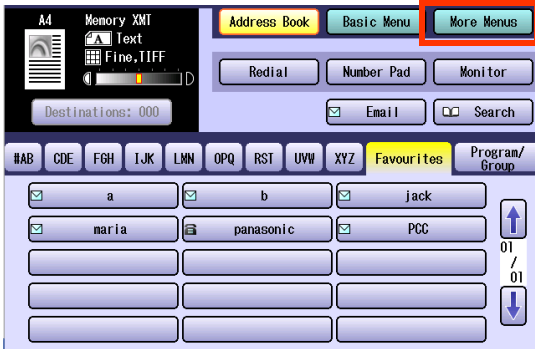 A4 Memory XMT Address Book Basic Menu More Menus
A Text
Fine,TIFF
D
Redial Number Pad Monitor
Destinations: 000 Email Search
#AB CDE FGH IJK LMN OPQ RST UVW XYZ Favourites Program/
Group
a b jack
maria panasonic PCC
01
/
01